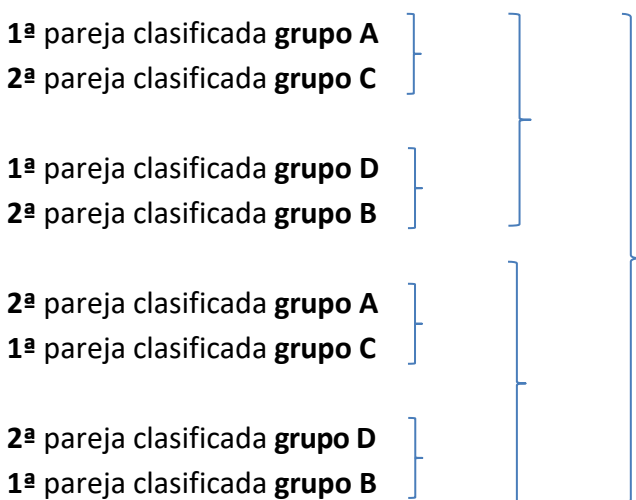 1ª pareja clasificada grupo A
2ª pareja clasificada grupo C
1ª pareja clasificada grupo D
2ª pareja clasificada grupo B
2ª pareja clasificada grupo A
1ª pareja clasificada grupo C
2ª pareja clasificada grupo D
1ª pareja clasificada grupo B